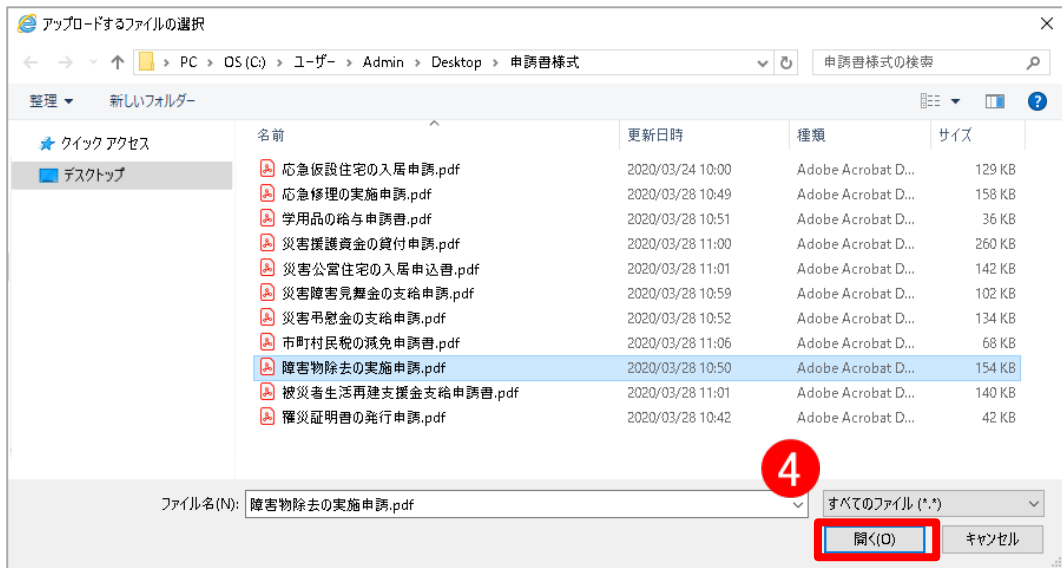 アップロードするファイルの選択
PC › OS (C:) › ユーザー › Admin › Desktop › 申請書様式
申請書様式の検索
整理 新しいフォルダー
クイック アクセス
デスクトップ
名前 更新日時 種類 サイズ
応急仮設住宅の入居申請.pdf 2020/03/24 10:00 Adobe Acrobat D... 129 KB
応急修理の実施申請.pdf 2020/03/28 10:49 Adobe Acrobat D... 158 KB
学用品の給与申請書.pdf 2020/03/28 10:51 Adobe Acrobat D... 36 KB
災害援護資金の貸付申請.pdf 2020/03/28 11:00 Adobe Acrobat D... 260 KB
災害公営住宅の入居申込書.pdf 2020/03/28 11:01 Adobe Acrobat D... 142 KB
災害障害見舞金の支給申請.pdf 2020/03/28 10:59 Adobe Acrobat D... 102 KB
災害弔慰金の支給申請.pdf 2020/03/28 10:52 Adobe Acrobat D... 134 KB
市町村民税の減免申請書.pdf 2020/03/28 11:06 Adobe Acrobat D... 68 KB
障害物除去の実施申請.pdf 2020/03/28 10:50 Adobe Acrobat D... 154 KB
被災者生活再建支援金支給申請書.pdf 2020/03/28 11:01 Adobe Acrobat D... 140 KB
罹災証明書の発行申請.pdf 2020/03/28 10:42 Adobe Acrobat D... 42 KB
4
ファイル名(N): 障害物除去の実施申請.pdf すべてのファイル (*.*)
開く(O) キャンセル